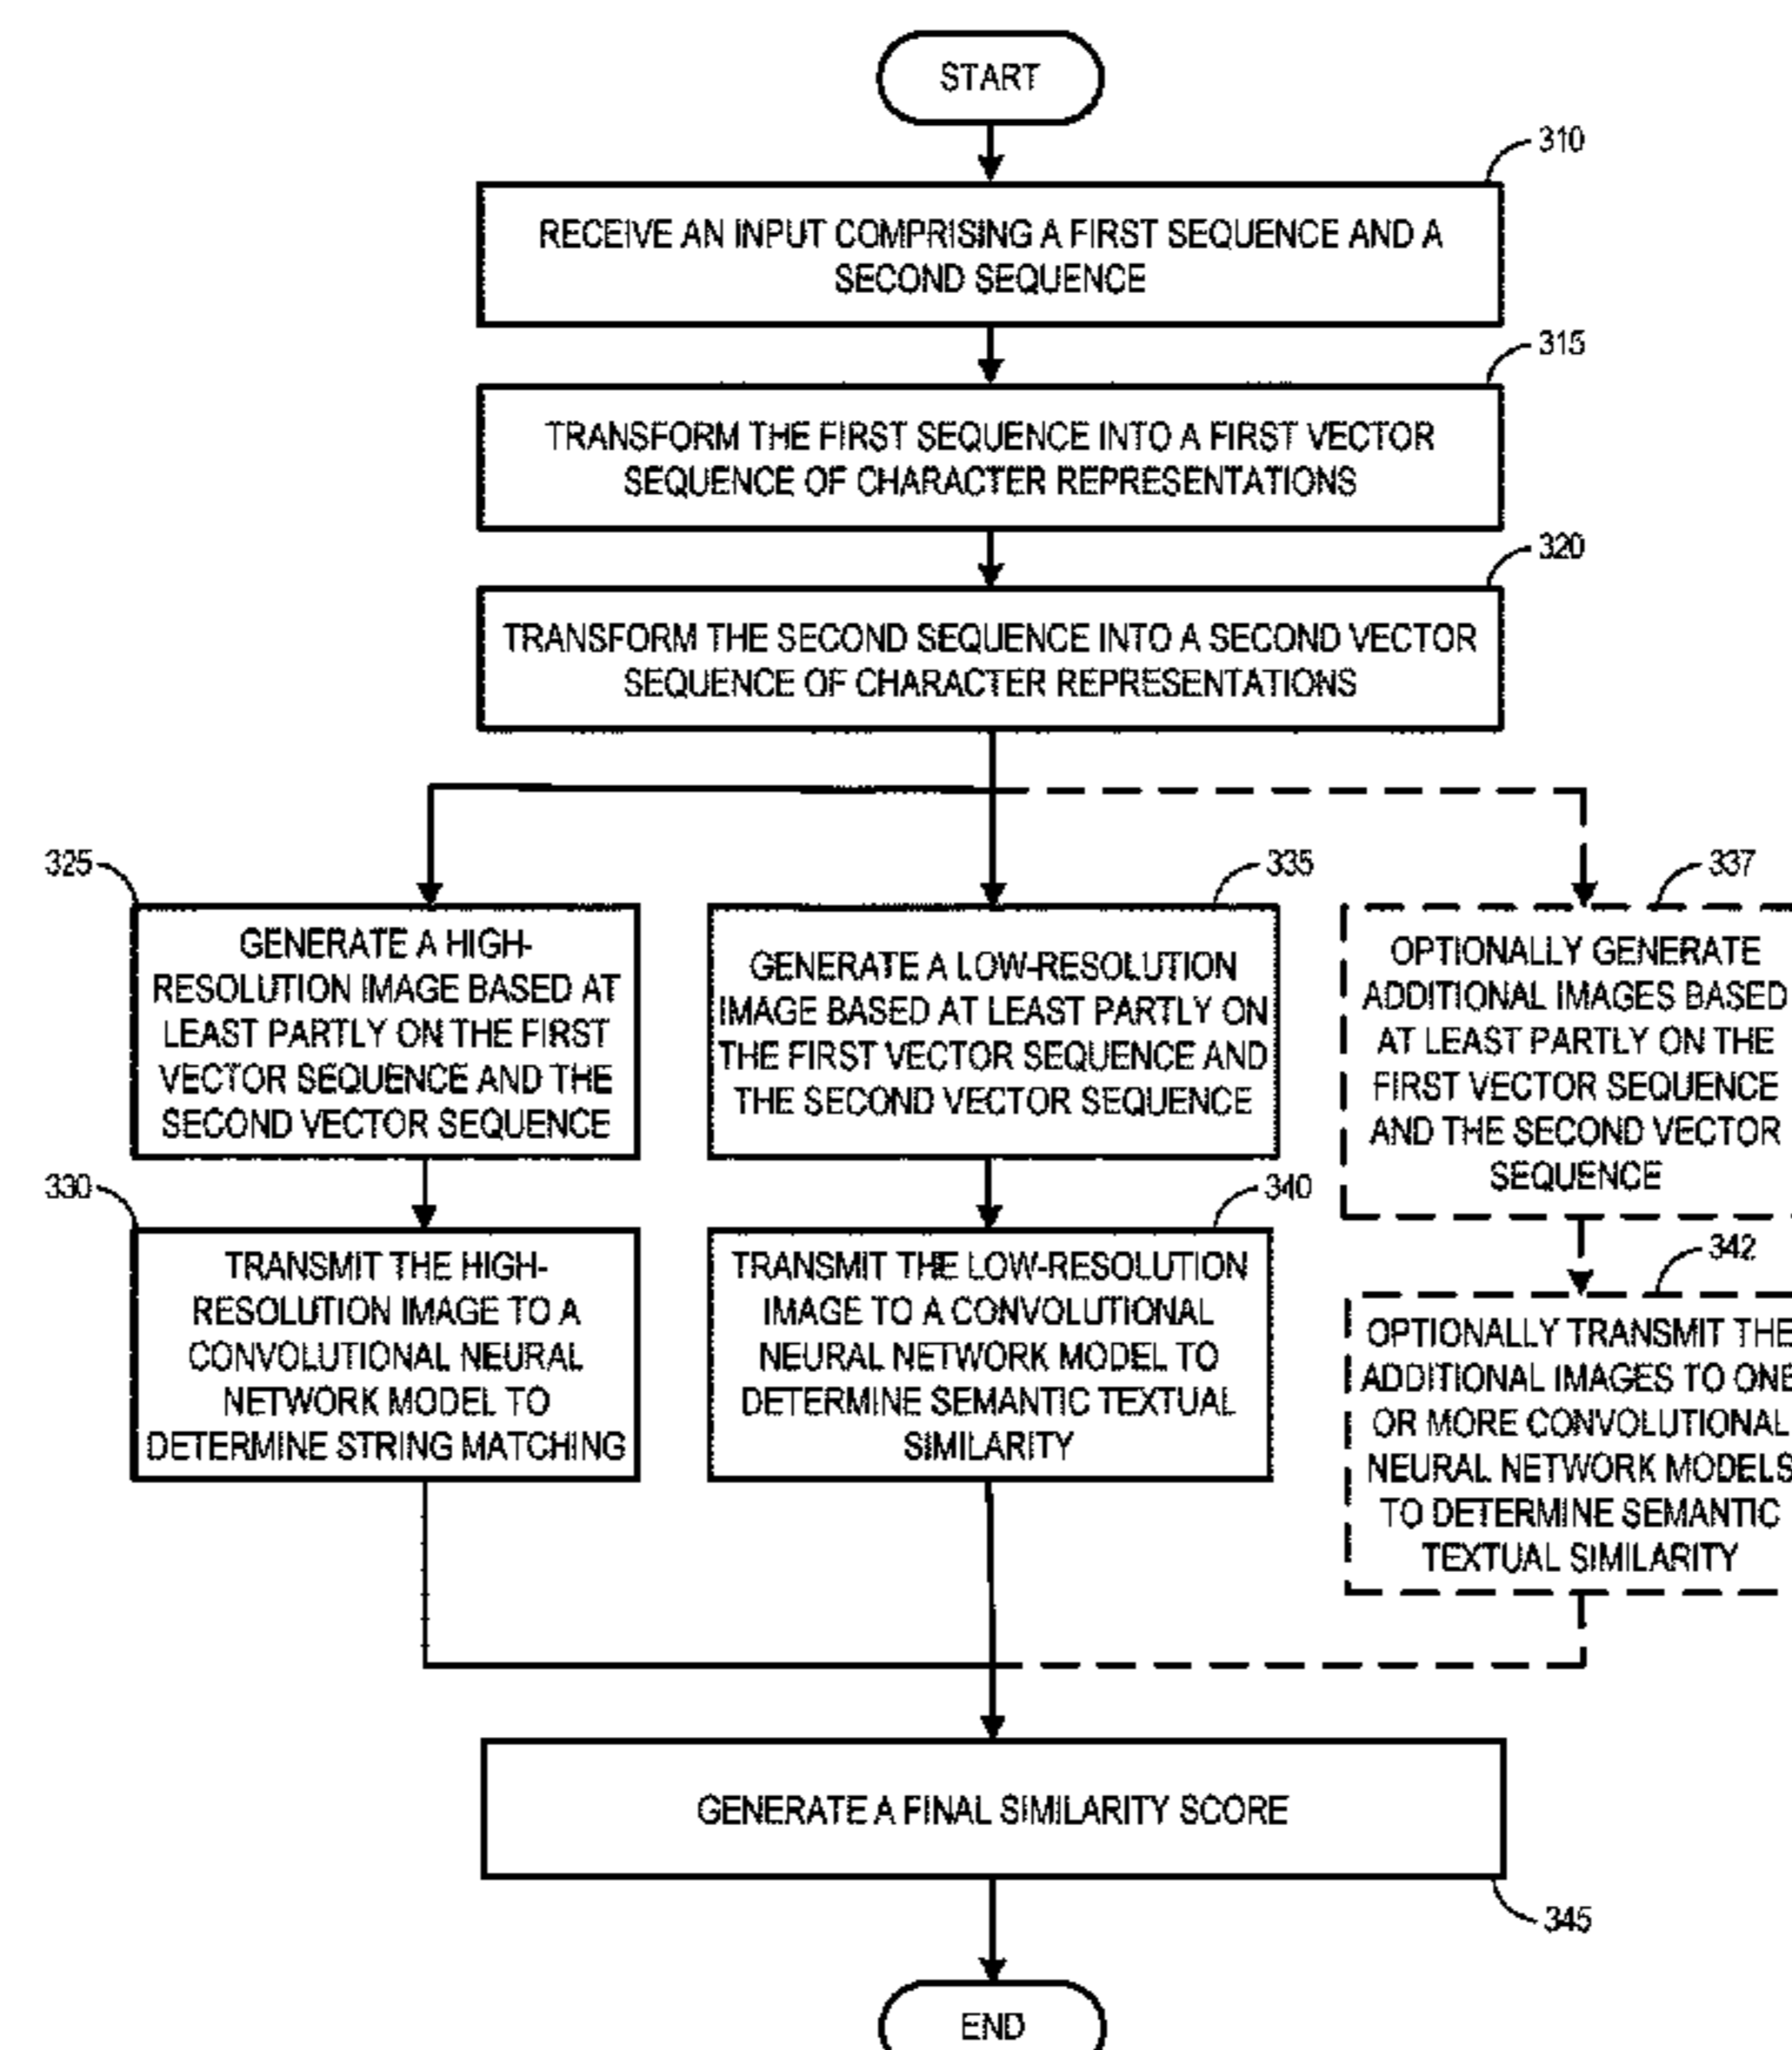 START
310
RECEIVE AN INPUT COMPRISING A FIRST SEQUENCE AND A
SECOND SEQUENCE
315
TRANSFORM THE FIRST SEQUENCE INTO A FIRST VECTOR
SEQUENCE OF CHARACTER REPRESENTATIONS
320
TRANSFORM THE SECOND SEQUENCE INTO A SECOND VECTOR
SEQUENCE OF CHARACTER REPRESENTATIONS
325
GENERATE A HIGH-
RESOLUTION IMAGE BASED AT
LEAST PARTLY ON THE FIRST
VECTOR SEQUENCE AND THE
SECOND VECTOR SEQUENCE
330
TRANSMIT THE HIGH-
RESOLUTION IMAGE TO A
CONVOLUTIONAL NEURAL
NETWORK MODEL TO
DETERMINE STRING MATCHING
335
GENERATE A LOW-RESOLUTION
IMAGE BASED AT LEAST PARTLY ON
THE FIRST VECTOR SEQUENCE AND
THE SECOND VECTOR SEQUENCE
340
TRANSMIT THE LOW-RESOLUTION
IMAGE TO A CONVOLUTIONAL
NEURAL NETWORK MODEL TO
DETERMINE SEMANTIC TEXTUAL
SIMILARITY
337
OPTIONALLY GENERATE
ADDITIONAL IMAGES BASED
AT LEAST PARTLY ON THE
FIRST VECTOR SEQUENCE
AND THE SECOND VECTOR
SEQUENCE
342
OPTIONALLY TRANSMIT THE
ADDITIONAL IMAGES TO ONE
OR MORE CONVOLUTIONAL
NEURAL NETWORK MODELS
TO DETERMINE SEMANTIC
TEXTUAL SIMILARITY
GENERATE A FINAL SIMILARITY SCORE
345
END